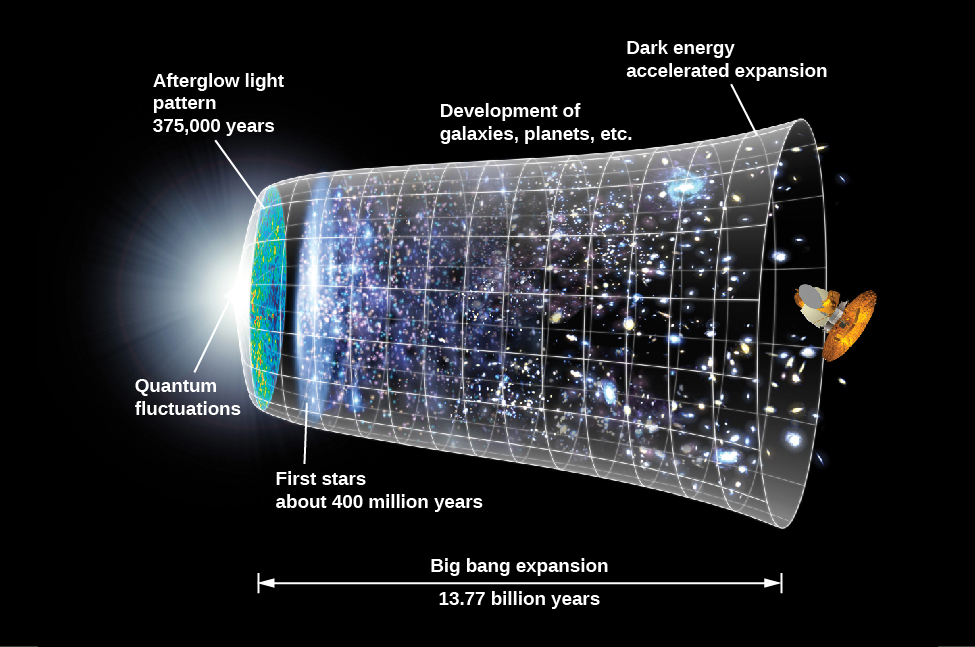 Dark energy
accelerated expansion
Afterglow light
pattern
375,000 years
Development of
galaxies, planets, etc.
Quantum
fluctuations
First stars
about 400 million years
Big bang expansion
13.77 billion years